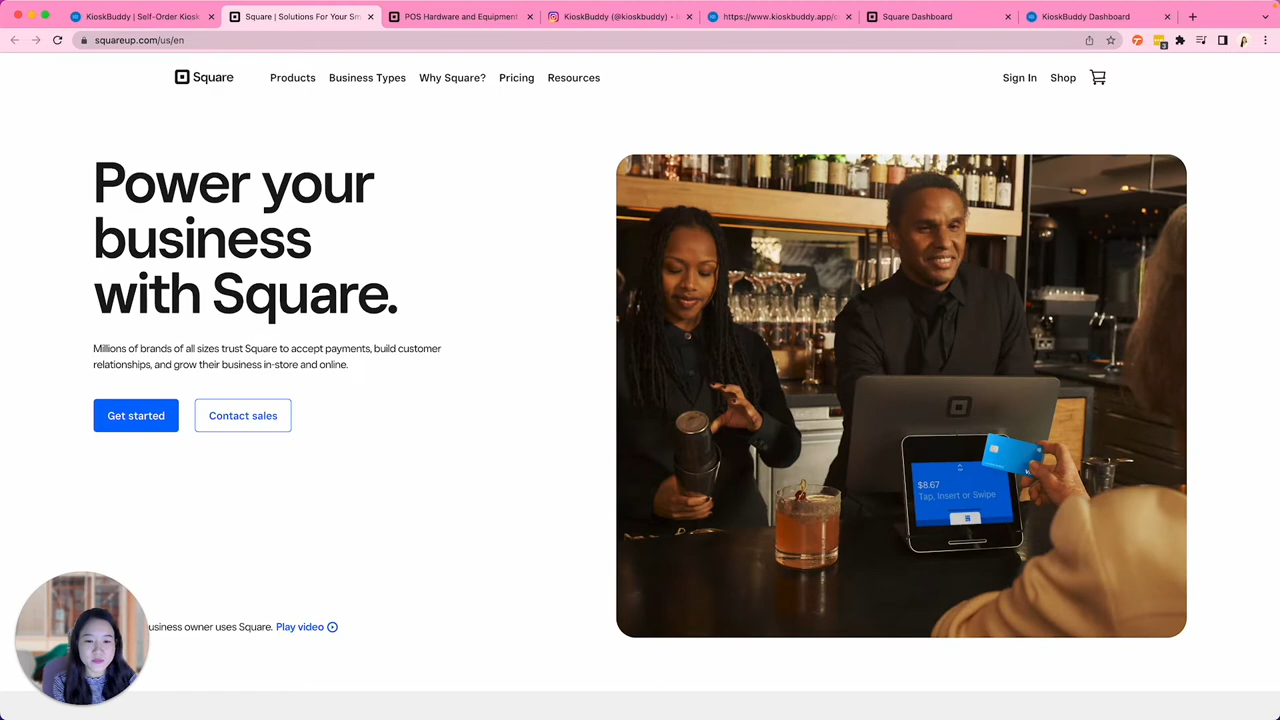 KioskBuddy | Self-Order Kiosk
Square | Solutions For Your Sm
POS Hardware and Equipment
KioskBuddy (@kioskbuddy) •
https://www.kioskbuddy.app/
Square Dashboard
KioskBuddy Dashboard
squareup.com/us/en
3
Square
Products
Business Types
Why Square?
Pricing
Resources
Sign In
Shop
Power your
business
with Square.
Millions of brands of all sizes trust Square to accept payments, build customer
relationships, and grow their business in-store and online.
Get started
Contact sales
$8.67
Tap, Insert or Swipe
usiness owner uses Square. Play video